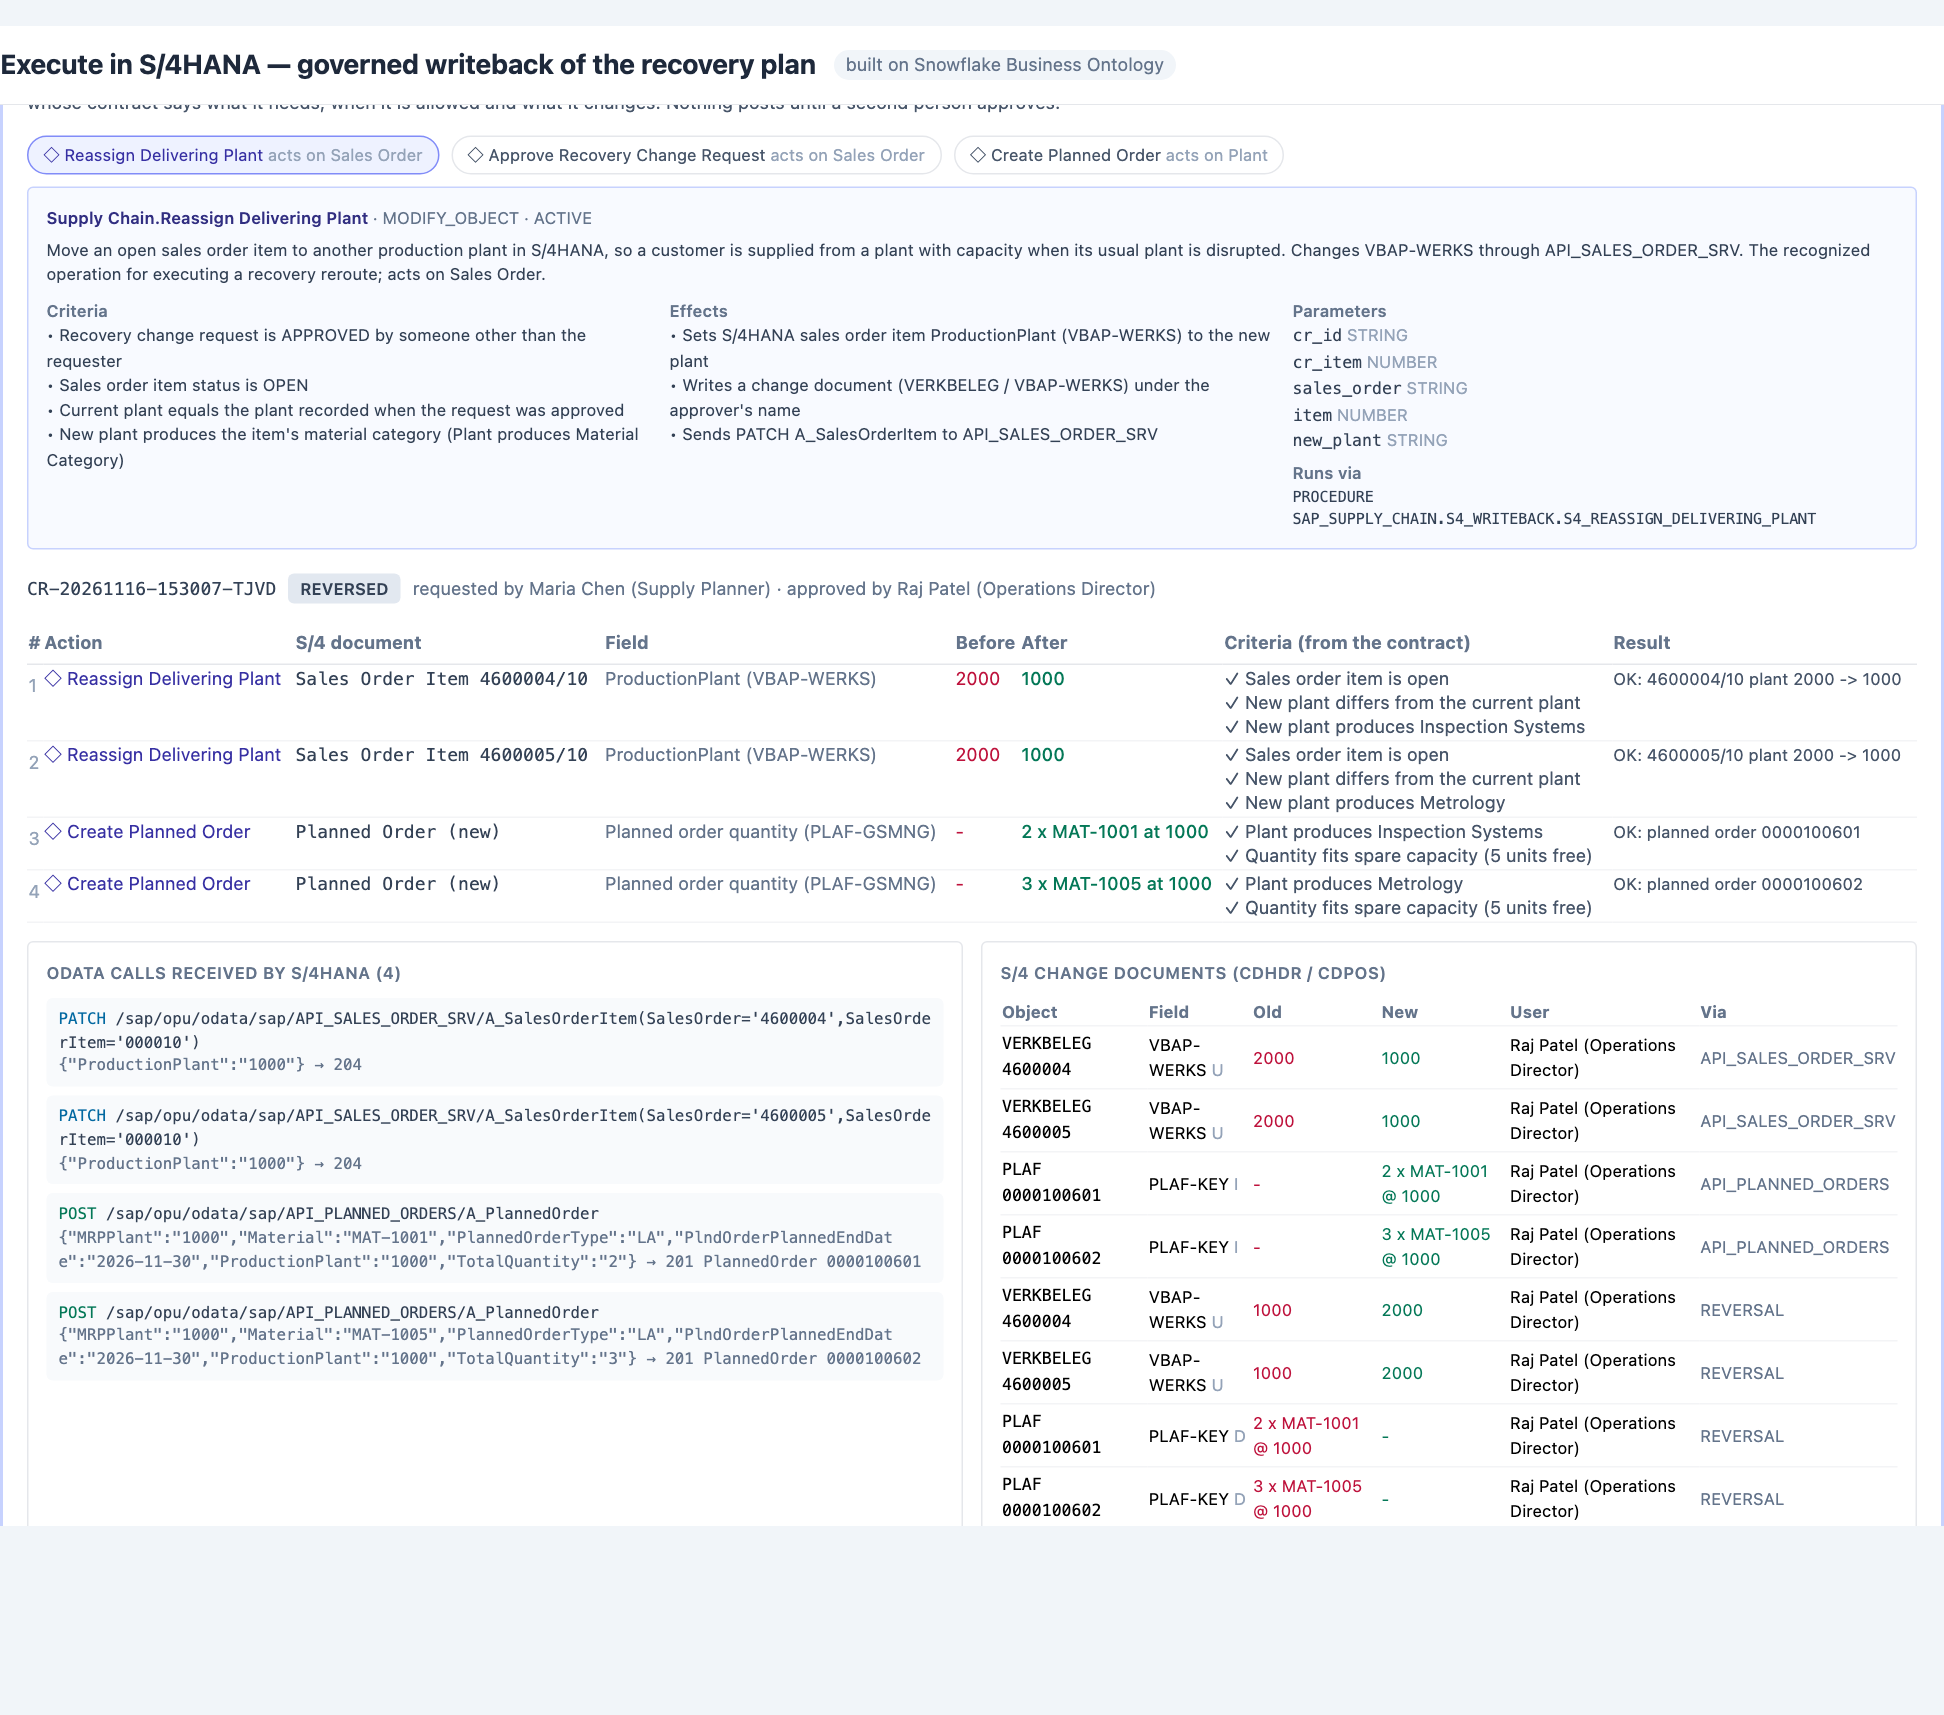 Execute in S/4HANA — governed writeback of the recovery plan
built on Snowflake Business Ontology
whose contract says what it needs, when it is allowed and what it changes. Nothing posts until a second person approves.
◇ Reassign Delivering Plant acts on Sales Order
◇ Approve Recovery Change Request acts on Sales Order
◇ Create Planned Order acts on Plant
Supply Chain.Reassign Delivering Plant · MODIFY_OBJECT · ACTIVE
Move an open sales order item to another production plant in S/4HANA, so a customer is supplied from a plant with capacity when its usual plant is disrupted. Changes VBAP-WERKS through API_SALES_ORDER_SRV. The recognized
operation for executing a recovery reroute; acts on Sales Order.
Criteria
• Recovery change request is APPROVED by someone other than the
requester
• Sales order item status is OPEN
• Current plant equals the plant recorded when the request was approved
• New plant produces the item's material category (Plant produces Material
Category)
Effects
• Sets S/4HANA sales order item ProductionPlant (VBAP-WERKS) to the new
plant
• Writes a change document (VERKBELEG / VBAP-WERKS) under the
approver's name
• Sends PATCH A_SalesOrderItem to API_SALES_ORDER_SRV
Parameters
cr_id STRING
cr_item NUMBER
sales_order STRING
item NUMBER
new_plant STRING
Runs via
PROCEDURE
SAP_SUPPLY_CHAIN.S4_WRITEBACK.S4_REASSIGN_DELIVERING_PLANT
CR-20261116-153007-TJVD REVERSED requested by Maria Chen (Supply Planner) · approved by Raj Patel (Operations Director)
# Action S/4 document Field Before After Criteria (from the contract) Result
1 ◇ Reassign Delivering Plant Sales Order Item 4600004/10 ProductionPlant (VBAP-WERKS) 2000 1000 ✓ Sales order item is open OK: 4600004/10 plant 2000 -> 1000
✓ New plant differs from the current plant
✓ New plant produces Inspection Systems
2 ◇ Reassign Delivering Plant Sales Order Item 4600005/10 ProductionPlant (VBAP-WERKS) 2000 1000 ✓ Sales order item is open OK: 4600005/10 plant 2000 -> 1000
✓ New plant differs from the current plant
✓ New plant produces Metrology
3 ◇ Create Planned Order Planned Order (new) Planned order quantity (PLAF-GSMNG) - 2 x MAT-1001 at 1000 ✓ Plant produces Inspection Systems OK: planned order 0000100601
✓ Quantity fits spare capacity (5 units free)
4 ◇ Create Planned Order Planned Order (new) Planned order quantity (PLAF-GSMNG) - 3 x MAT-1005 at 1000 ✓ Plant produces Metrology OK: planned order 0000100602
✓ Quantity fits spare capacity (5 units free)
ODATA CALLS RECEIVED BY S/4HANA (4)
PATCH /sap/opu/odata/sap/API_SALES_ORDER_SRV/A_SalesOrderItem(SalesOrder='4600004',SalesOrde
rItem='000010')
{"ProductionPlant":"1000"} → 204
PATCH /sap/opu/odata/sap/API_SALES_ORDER_SRV/A_SalesOrderItem(SalesOrder='4600005',SalesOrde
rItem='000010')
{"ProductionPlant":"1000"} → 204
POST /sap/opu/odata/sap/API_PLANNED_ORDERS/A_PlannedOrder
{"MRPPlant":"1000","Material":"MAT-1001","PlannedOrderType":"LA","PlndOrderPlannedEndDat
e":"2026-11-30","ProductionPlant":"1000","TotalQuantity":"2"} → 201 PlannedOrder 0000100601
POST /sap/opu/odata/sap/API_PLANNED_ORDERS/A_PlannedOrder
{"MRPPlant":"1000","Material":"MAT-1005","PlannedOrderType":"LA","PlndOrderPlannedEndDat
e":"2026-11-30","ProductionPlant":"1000","TotalQuantity":"3"} → 201 PlannedOrder 0000100602
S/4 CHANGE DOCUMENTS (CDHDR / CDPOS)
Object Field Old New User Via
VERKBELEG 4600004 VBAP-WERKS U 2000 1000 Raj Patel (Operations Director) API_SALES_ORDER_SRV
VERKBELEG 4600005 VBAP-WERKS U 2000 1000 Raj Patel (Operations Director) API_SALES_ORDER_SRV
PLAF 0000100601 PLAF-KEY I - 2 x MAT-1001 @ 1000 Raj Patel (Operations Director) API_PLANNED_ORDERS
PLAF 0000100602 PLAF-KEY I - 3 x MAT-1005 @ 1000 Raj Patel (Operations Director) API_PLANNED_ORDERS
VERKBELEG 4600004 VBAP-WERKS U 1000 2000 Raj Patel (Operations Director) REVERSAL
VERKBELEG 4600005 VBAP-WERKS U 1000 2000 Raj Patel (Operations Director) REVERSAL
PLAF 0000100601 PLAF-KEY D 2 x MAT-1001 @ 1000 - Raj Patel (Operations Director) REVERSAL
PLAF 0000100602 PLAF-KEY D 3 x MAT-1005 @ 1000 - Raj Patel (Operations Director) REVERSAL